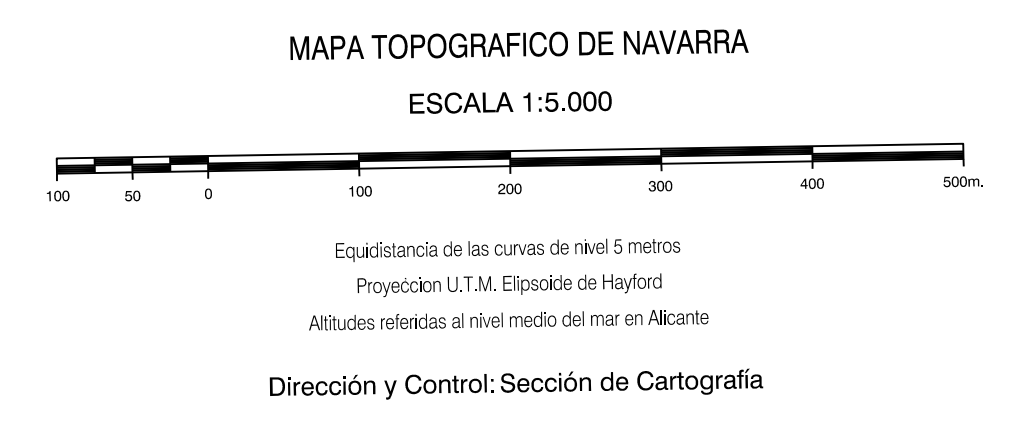 MAPA TOPOGRAFICO DE NAVARRA
ESCALA 1:5.000
100 50 0 100 200 300 400 500m.
Equidistancia de las curvas de nivel 5 metros
Proyeccion U.T.M. Elipsoide de Hayford
Altitudes referidas al nivel medio del mar en Alicante
Dirección y Control: Sección de Cartografía